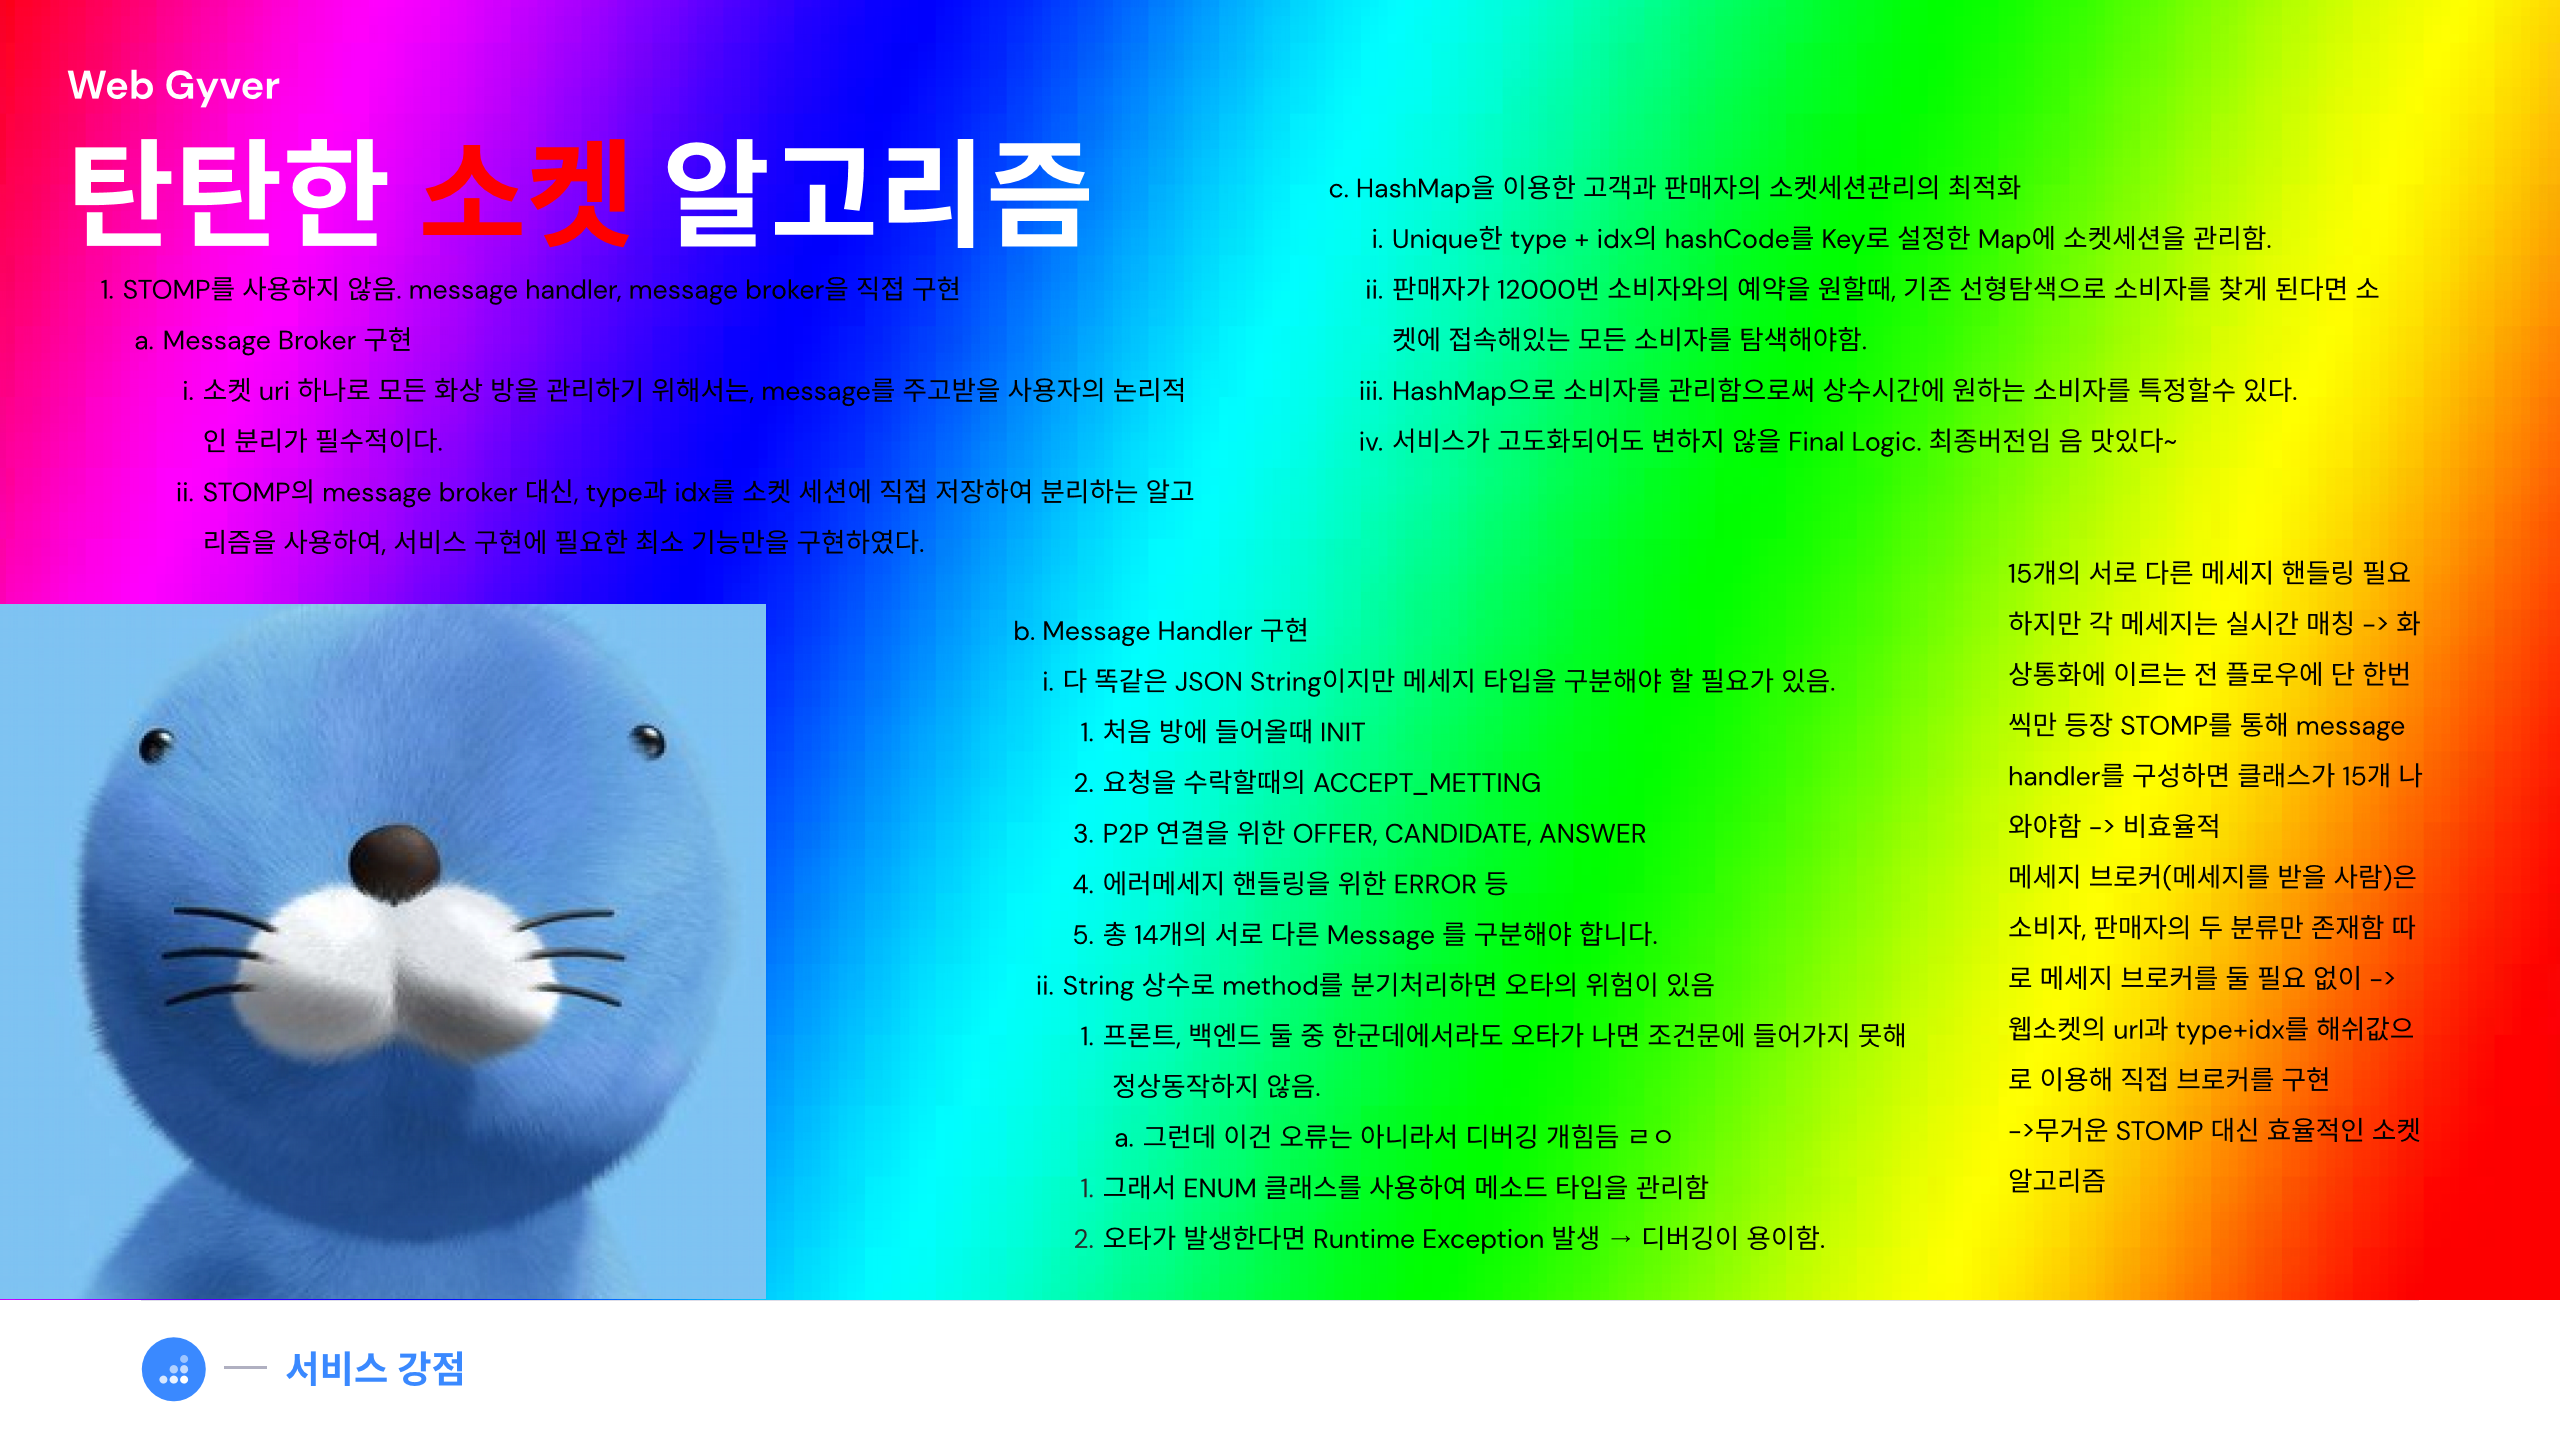 Web Gyver
탄탄한 소켓 알고리즘
1. STOMP를 사용하지 않음. message handler, message broker을 직접 구현
a. Message Broker 구현
i. 소켓 uri 하나로 모든 화상 방을 관리하기 위해서는, message를 주고받을 사용자의 논리적
인 분리가 필수적이다.
ii. STOMP의 message broker 대신, type과 idx를 소켓 세션에 직접 저장하여 분리하는 알고
리즘을 사용하여, 서비스 구현에 필요한 최소 기능만을 구현하였다.
b. Message Handler 구현
i. 다 똑같은 JSON String이지만 메세지 타입을 구분해야 할 필요가 있음.
1. 처음 방에 들어올때 INIT
2. 요청을 수락할때의 ACCEPT_METTING
3. P2P 연결을 위한 OFFER, CANDIDATE, ANSWER
4. 에러메세지 핸들링을 위한 ERROR 등
5. 총 14개의 서로 다른 Message 를 구분해야 합니다.
ii. String 상수로 method를 분기처리하면 오타의 위험이 있음
1. 프론트, 백엔드 둘 중 한군데에서라도 오타가 나면 조건문에 들어가지 못해
정상동작하지 않음.
a. 그런데 이건 오류는 아니라서 디버깅 개힘듬 ㄹㅇ
1. 그래서 ENUM 클래스를 사용하여 메소드 타입을 관리함
2. 오타가 발생한다면 Runtime Exception 발생 → 디버깅이 용이함.
c. HashMap을 이용한 고객과 판매자의 소켓세션관리의 최적화
i. Unique한 type + idx의 hashCode를 Key로 설정한 Map에 소켓세션을 관리함.
ii. 판매자가 12000번 소비자와의 예약을 원할때, 기존 선형탐색으로 소비자를 찾게 된다면 소
켓에 접속해있는 모든 소비자를 탐색해야함.
iii. HashMap으로 소비자를 관리함으로써 상수시간에 원하는 소비자를 특정할수 있다.
iv. 서비스가 고도화되어도 변하지 않을 Final Logic. 최종버전임 음 맛있다~
15개의 서로 다른 메세지 핸들링 필요
하지만 각 메세지는 실시간 매칭 -> 화
상통화에 이르는 전 플로우에 단 한번
씩만 등장 STOMP를 통해 message
handler를 구성하면 클래스가 15개 나
와야함 -> 비효율적
메세지 브로커(메세지를 받을 사람)은
소비자, 판매자의 두 분류만 존재함 따
로 메세지 브로커를 둘 필요 없이 ->
웹소켓의 url과 type+idx를 해쉬값으
로 이용해 직접 브로커를 구현
->무거운 STOMP 대신 효율적인 소켓
알고리즘
서비스 강점